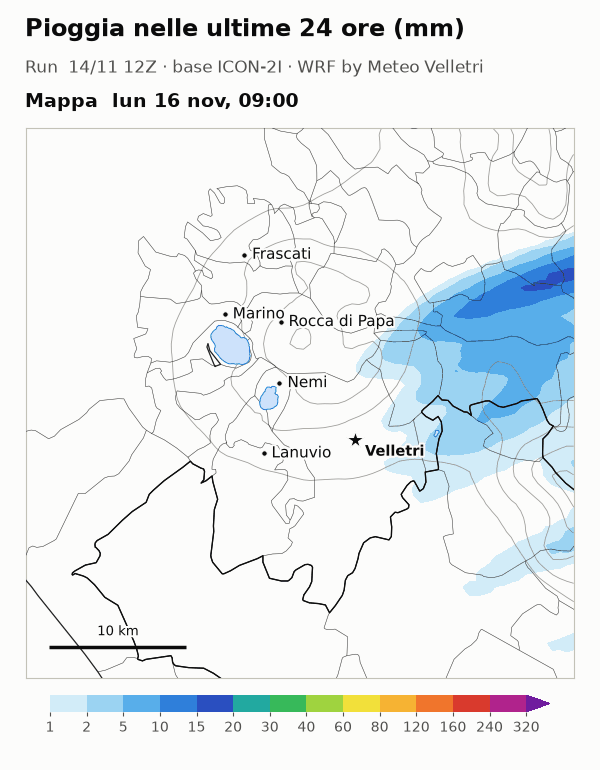 Pioggia nelle ultime 24 ore (mm)
Run 14/11 12Z · base ICON-2I · WRF by Meteo Velletri
Mappa lun 16 nov, 09:00
Frascati
Marino
Rocca di Papa
Nemi
Velletri
Lanuvio
10 km
1 2 5 10 15 20 30 40 60 80 120 160 240 320